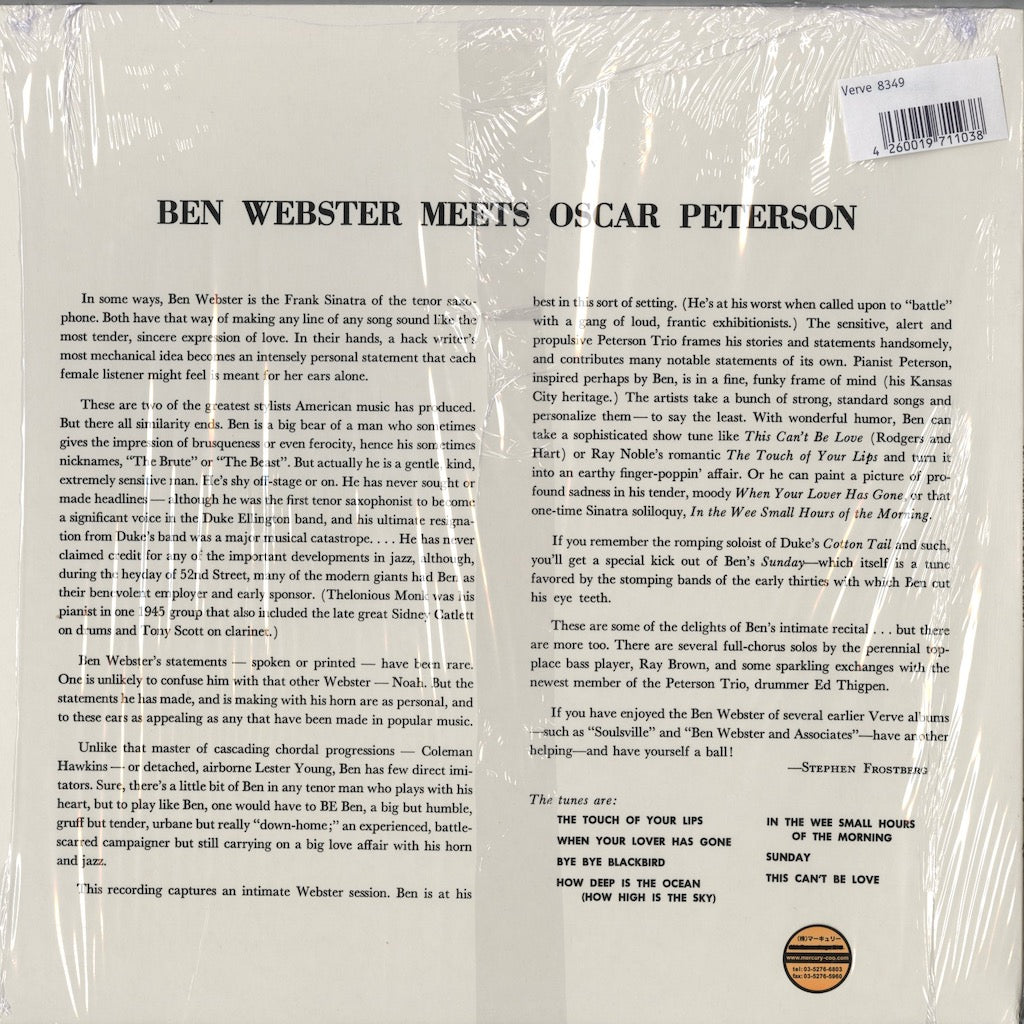 Verve 8349
4 260019 711038
BEN WEBSTER MEETS OSCAR PETERSON
In some ways, Ben Webster is the Frank Sinatra of the tenor saxo-
phone. Both have that way of making any line of any song sound like the
most tender, sincere expression of love. In their hands, a hack writer's
most mechanical idea becomes an intensely personal statement that each
female listener might feel is meant for her ears alone.
These are two of the greatest stylists American music has produced.
But there all similarity ends. Ben is a big bear of a man who sometimes
gives the impression of brusqueness or even ferocity, hence his sometimes
nicknames, "The Brute" or "The Beast". But actually he is a gentle, kind,
extremely sensitive man. He's shy off-stage or on. He has never sought or
made headlines — although he was the first tenor saxophonist to become
a significant voice in the Duke Ellington band, and his ultimate resigna-
tion from Duke's band was a major musical catastrope. . . . He has never
claimed credit for any of the important developments in jazz, although,
during the heyday of 52nd Street, many of the modern giants had Ben as
their benevolent employer and early sponsor. (Thelonious Monk was his
pianist in one 1945 group that also included the late great Sidney Catlett
on drums and Tony Scott on clarinet.)
Ben Webster's statements — spoken or printed — have been rare.
One is unlikely to confuse him with that other Webster — Noah. But the
statements he has made, and is making with his horn are as personal, and
to these ears as appealing as any that have been made in popular music.
Unlike that master of cascading chordal progressions — Coleman
Hawkins — or detached, airborne Lester Young, Ben has few direct imi-
tators. Sure, there's a little bit of Ben in any tenor man who plays with his
heart, but to play like Ben, one would have to BE Ben, a big but humble,
gruff but tender, urbane but really "down-home;" an experienced, battle-
scarred campaigner but still carrying on a big love affair with his horn
and jazz.
This recording captures an intimate Webster session. Ben is at his
best in this sort of setting. (He's at his worst when called upon to "battle"
with a gang of loud, frantic exhibitionists.) The sensitive, alert and
propulsive Peterson Trio frames his stories and statements handsomely,
and contributes many notable statements of its own. Pianist Peterson,
inspired perhaps by Ben, is in a fine, funky frame of mind (his Kansas
City heritage.) The artists take a bunch of strong, standard songs and
personalize them — to say the least. With wonderful humor, Ben can
take a sophisticated show tune like This Can't Be Love (Rodgers and
Hart) or Ray Noble's romantic The Touch of Your Lips and turn it
into an earthy finger-poppin' affair. Or he can paint a picture of pro-
found sadness in his tender, moody When Your Lover Has Gone or that
one-time Sinatra soliloquy, In the Wee Small Hours of the Morning.
If you remember the romping soloist of Duke's Cotton Tail and such,
you'll get a special kick out of Ben's Sunday—which itself is a tune
favored by the stomping bands of the early thirties with which Ben cut
his eye teeth.
These are some of the delights of Ben's intimate recital . . . but there
are more too. There are several full-chorus solos by the perennial top-
place bass player, Ray Brown, and some sparkling exchanges with the
newest member of the Peterson Trio, drummer Ed Thigpen.
If you have enjoyed the Ben Webster of several earlier Verve albums
—such as "Soulsville" and "Ben Webster and Associates"—have another
helping—and have yourself a ball!
—STEPHEN FROSTBERG
The tunes are:
THE TOUCH OF YOUR LIPS
WHEN YOUR LOVER HAS GONE
BYE BYE BLACKBIRD
HOW DEEP IS THE OCEAN
(HOW HIGH IS THE SKY)
IN THE WEE SMALL HOURS
OF THE MORNING
SUNDAY
THIS CAN'T BE LOVE
(株)マーキュリー
www.mercury-coo.com
tel: 03-5276-6803
fax: 03-5276-5960